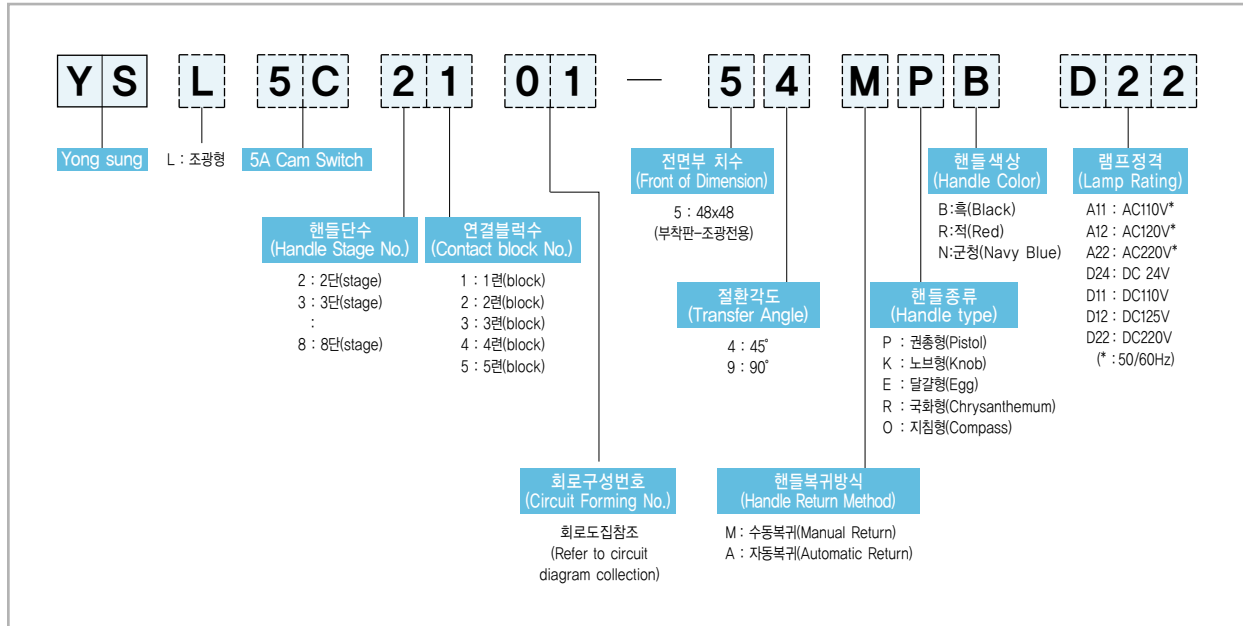 YS L 5C 21 01 — 54 MPB D22
Yong sung
L : 조광형
5A Cam Switch
전면부 치수
(Front of Dimension)
5 : 48x48
(부착판-조광전용)
핸들색상
(Handle Color)
B:흑(Black)
R:적(Red)
N:군청(Navy Blue)
램프정격
(Lamp Rating)
A11 : AC110V*
A12 : AC120V*
A22 : AC220V*
D24 : DC 24V
D11 : DC110V
D12 : DC125V
D22 : DC220V
(* : 50/60Hz)
핸들단수
(Handle Stage No.)
2 : 2단(stage)
3 : 3단(stage)
:
8 : 8단(stage)
연결블럭수
(Contact block No.)
1 : 1련(block)
2 : 2련(block)
3 : 3련(block)
4 : 4련(block)
5 : 5련(block)
절환각도
(Transfer Angle)
4 : 45°
9 : 90°
핸들종류
(Handle type)
P : 권총형(Pistol)
K : 노브형(Knob)
E : 달걀형(Egg)
R : 국화형(Chrysanthemum)
O : 지침형(Compass)
회로구성번호
(Circuit Forming No.)
회로도집참조
(Refer to circuit
diagram collection)
핸들복귀방식
(Handle Return Method)
M : 수동복귀(Manual Return)
A : 자동복귀(Automatic Return)